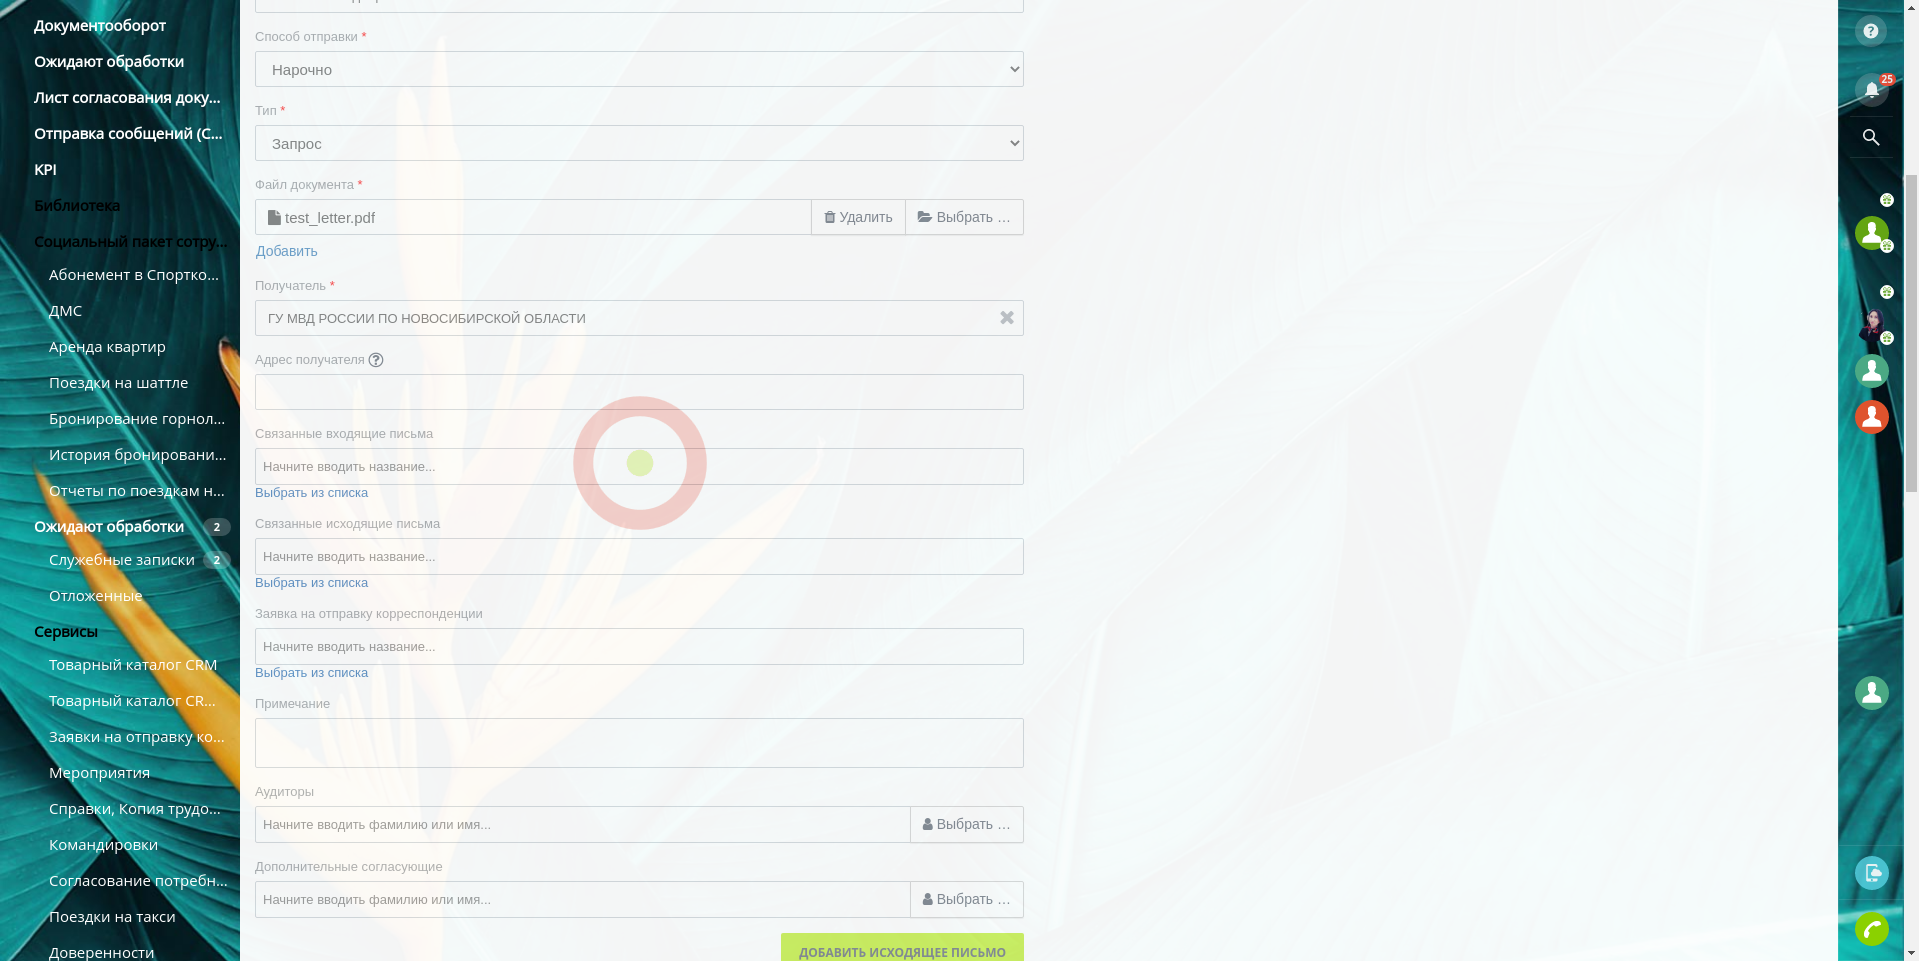 Документооборот
Ожидают обработки
Лист согласования доку...
Отправка сообщений (С...
KPI
Библиотека
Социальный пакет сотру...
Абонемент в Спортко...
ДМС
Аренда квартир
Поездки на шаттле
Бронирование горнол...
История бронировани...
Отчеты по поездкам н...
Ожидают обработки 2
Служебные записки 2
Отложенные
Сервисы
Товарный каталог CRM
Товарный каталог CR...
Заявки на отправку ко...
Мероприятия
Справки, Копия трудо...
Командировки
Согласование потребн...
Поездки на такси
Доверенности
Способ отправки *
Нарочно
Тип *
Запрос
Файл документа *
test_letter.pdf Удалить Выбрать ...
Добавить
Получатель *
ГУ МВД РОССИИ ПО НОВОСИБИРСКОЙ ОБЛАСТИ
Адрес получателя ?
Связанные входящие письма
Начните вводить название...
Выбрать из списка
Связанные исходящие письма
Начните вводить название...
Выбрать из списка
Заявка на отправку корреспонденции
Начните вводить название...
Выбрать из списка
Примечание
Аудиторы
Начните вводить фамилию или имя... Выбрать ...
Дополнительные согласующие
Начните вводить фамилию или имя... Выбрать ...
ДОБАВИТЬ ИСХОДЯЩЕЕ ПИСЬМО
?
25